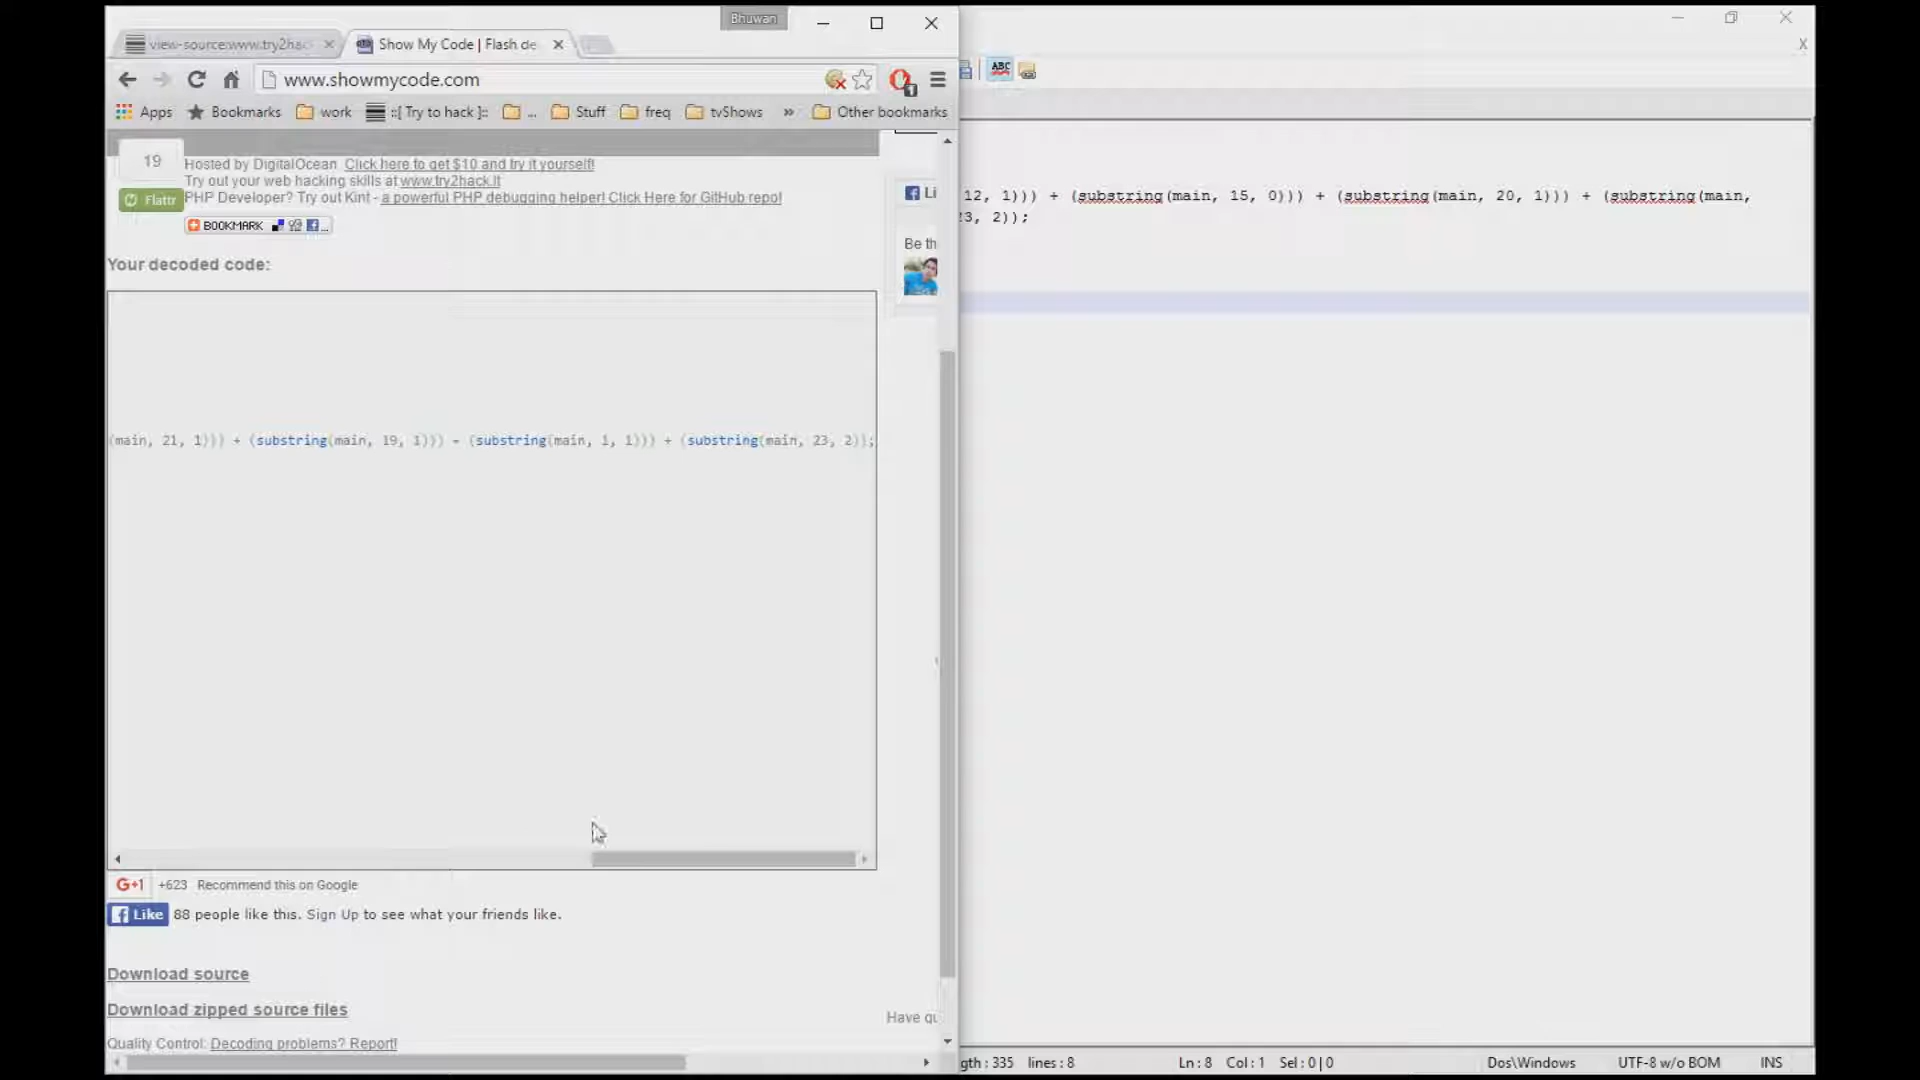 Bhuwan
view-source:www.try2hac
Show My Code | Flash de
www.showmycode.com
Apps Bookmarks work ::[ Try to hack ]:: ... Stuff freq tvShows » Other bookmarks
19
Flattr
Hosted by DigitalOcean Click here to get $10 and try it yourself!
Try out your web hacking skills at www.try2hack.lt
PHP Developer? Try out Kint - a powerful PHP debugging helper! Click Here for GitHub repo!
BOOKMARK ...
Your decoded code:
(main, 21, 1))) + (substring(main, 19, 1))) - (substring(main, 1, 1))) + (substring(main, 23, 2));
G+1 +623 Recommend this on Google
Like 88 people like this. Sign Up to see what your friends like.
Download source
Download zipped source files
Quality Control: Decoding problems? Report!
Li
Be th
Have qu
ABC
X
12, 1))) + (substring(main, 15, 0))) + (substring(main, 20, 1))) + (substring(main,
3, 2));
gth : 335 lines : 8 Ln : 8 Col : 1 Sel : 0 | 0 Dos\Windows UTF-8 w/o BOM INS